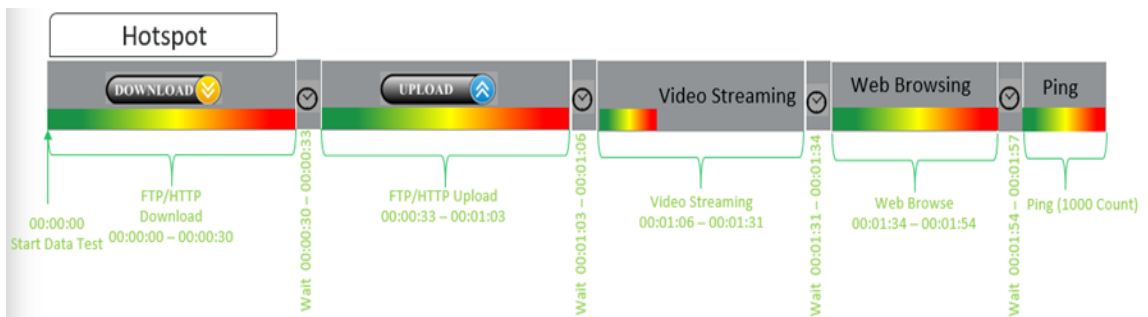 Hotspot
DOWNLOAD
UPLOAD
Video Streaming
Web Browsing
Ping
00:00:00
Start Data Test
FTP/HTTP
Download
00:00:00 – 00:00:30
Wait 00:00:30 – 00:00:33
FTP/HTTP Upload
00:00:33 – 00:01:03
Wait 00:01:03 – 00:01:06
Video Streaming
00:01:06 – 00:01:31
Wait 00:01:31 – 00:01:34
Web Browse
00:01:34 – 00:01:54
Wait 00:01:54 – 00:01:57
Ping (1000 Count)